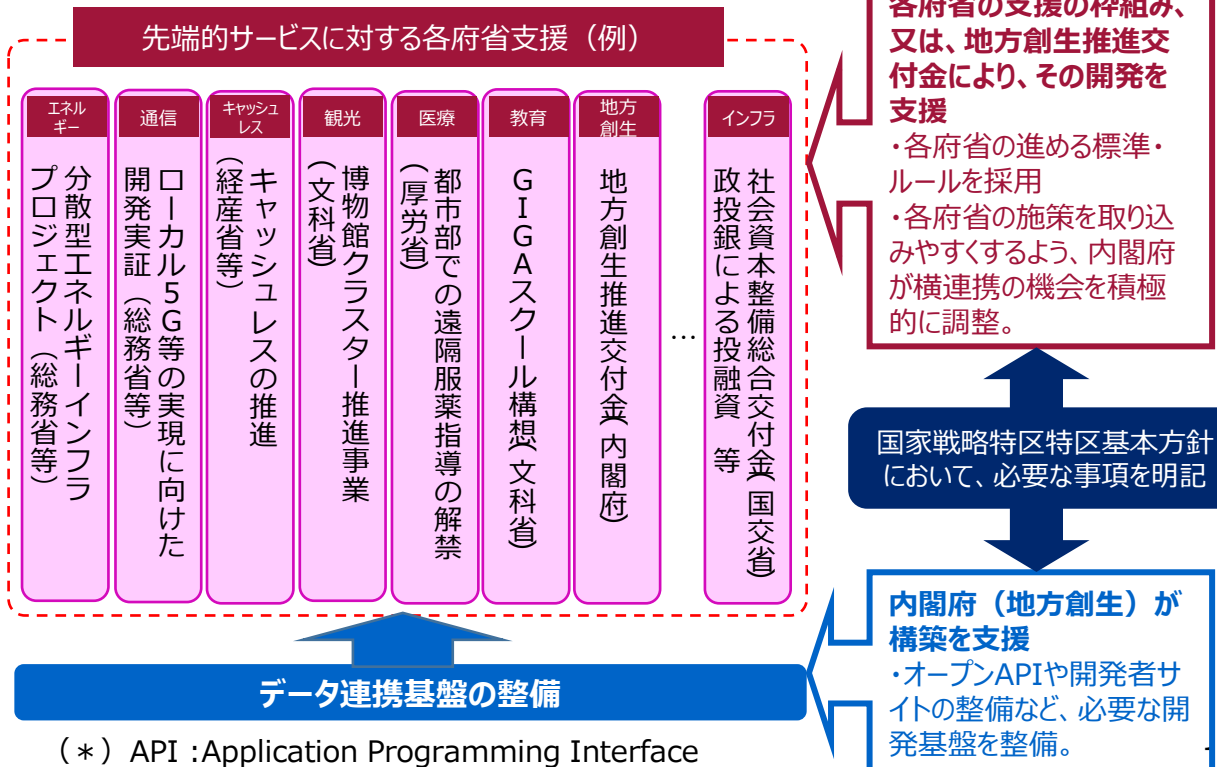 先端的サービスに対する各府省支援（例）
エネル
ギー
分散型エネルギーインフラ
プロジェクト（総務省等）
通信
ローカル5G等の実現に向けた
開発実証（総務省等）
キャッシュ
レス
キャッシュレスの推進
（経産省等）
観光
博物館クラスター推進事業
（文科省）
医療
都市部での遠隔服薬指導の解禁
（厚労省）
教育
GIGAスクール構想（文科省）
地方
創生
地方創生推進交付金（内閣府）
…
インフラ
社会資本整備総合交付金（国交省）
政投銀による投融資　等
データ連携基盤の整備
（＊）API :Application Programming Interface
各府省の支援の枠組み、
又は、地方創生推進交
付金により、その開発を
支援
・各府省の進める標準・
ルールを採用
・各府省の施策を取り込
みやすくするよう、内閣府
が横連携の機会を積極
的に調整。
国家戦略特区特区基本方針
において、必要な事項を明記
内閣府（地方創生）が
構築を支援
・オープンAPIや開発者サ
イトの整備など、必要な開
発基盤を整備。